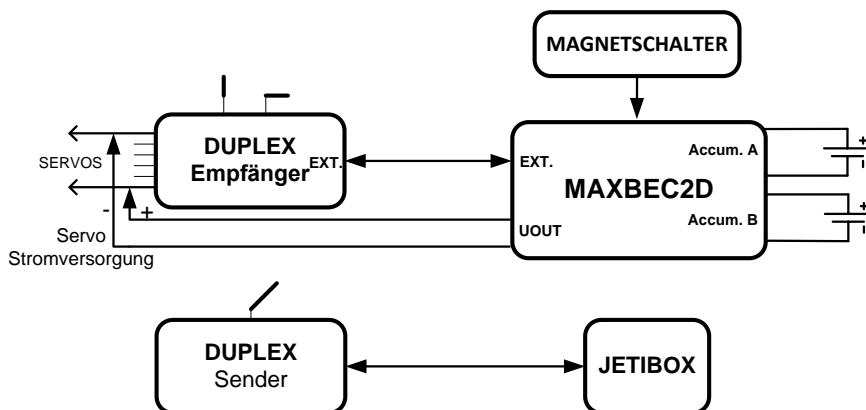 MAGNETSCHALTER
DUPLEX
Empfänger
EXT.
SERVOS
-
+
Servo
Stromversorgung
EXT.
MAXBEC2D
UOUT
Accum. A
Accum. B
+
-
+
-
DUPLEX
Sender
JETIBOX